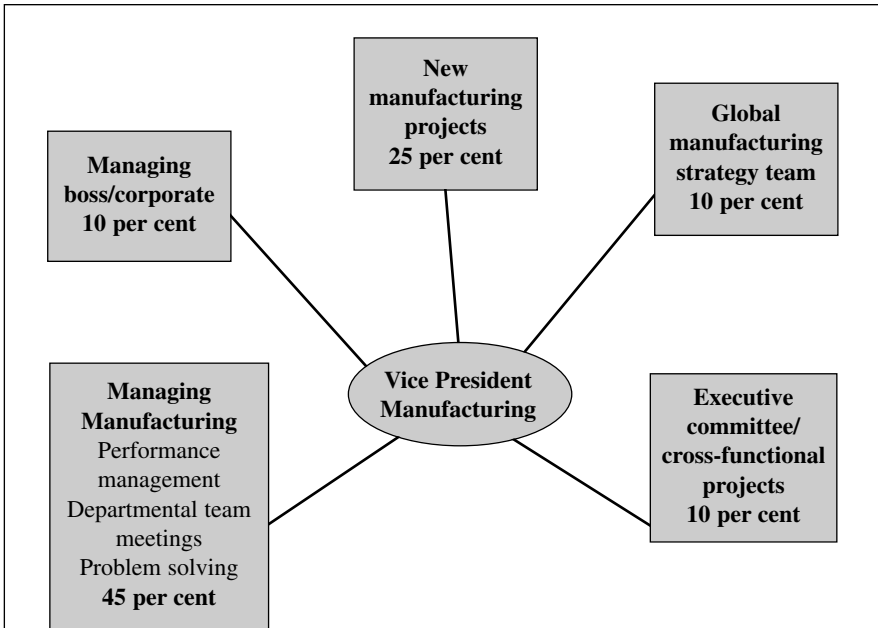 New
manufacturing
projects
25 per cent
Global
manufacturing
strategy team
10 per cent
Managing
boss/corporate
10 per cent
Vice President
Manufacturing
Managing
Manufacturing
Performance
management
Departmental team
meetings
Problem solving
45 per cent
Executive
committee/
cross-functional
projects
10 per cent